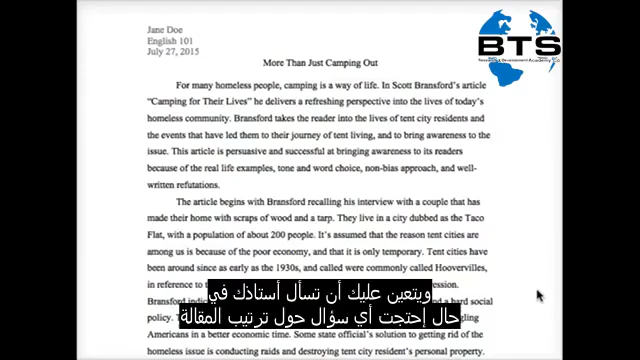 Jane Doe
English 101
July 27, 2015
BTS
More Than Just Camping Out
For many homeless people, camping is a way of life. In Scott Bransford's article
"Camping for Their Lives" he delivers a refreshing perspective into the lives of today's
homeless community. Bransford takes the reader into the lives of tent city residents and
the events that have led them to their journey of tent living, and to bring awareness to the
issue. This article is persuasive and successful at bringing awareness to its readers
because of the real life examples, tone and word choice, non-bias approach, and well-
written refutations.
The article begins with Bransford recalling his interview with a couple that has
made their home with scraps of wood and a tarp. They live in a city dubbed as the Taco
Flat, with a population of about 200 people. It's assumed that the reason tent cities are
among us is because of the poor economy, and that it is only temporary. Tent cities have
been around since as early as the 1930s, and called were commonly called Hoovervilles,
in reference to
Bransford
a hard social
policy.
Americans in a better economic time. Some state official's solution to getting rid of the
homeless issue is conducting raids and destroying tent city resident's personal property.
ويتعين عليك أن تسأل أستاذك في
حال إحتجت أي سؤال حول ترتيب المقالة